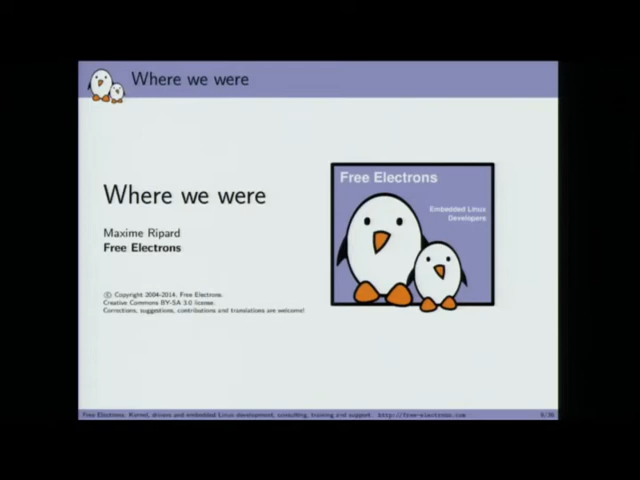 Where we were
Where we were
Maxime Ripard
Free Electrons
© Copyright 2004-2014, Free Electrons.
Creative Commons BY-SA 3.0 license.
Corrections, suggestions, contributions and translations are welcome!
Free Electrons
Embedded Linux
Developers
Free Electrons. Kernel, drivers and embedded Linux development, consulting, training and support. http://free-electrons.com